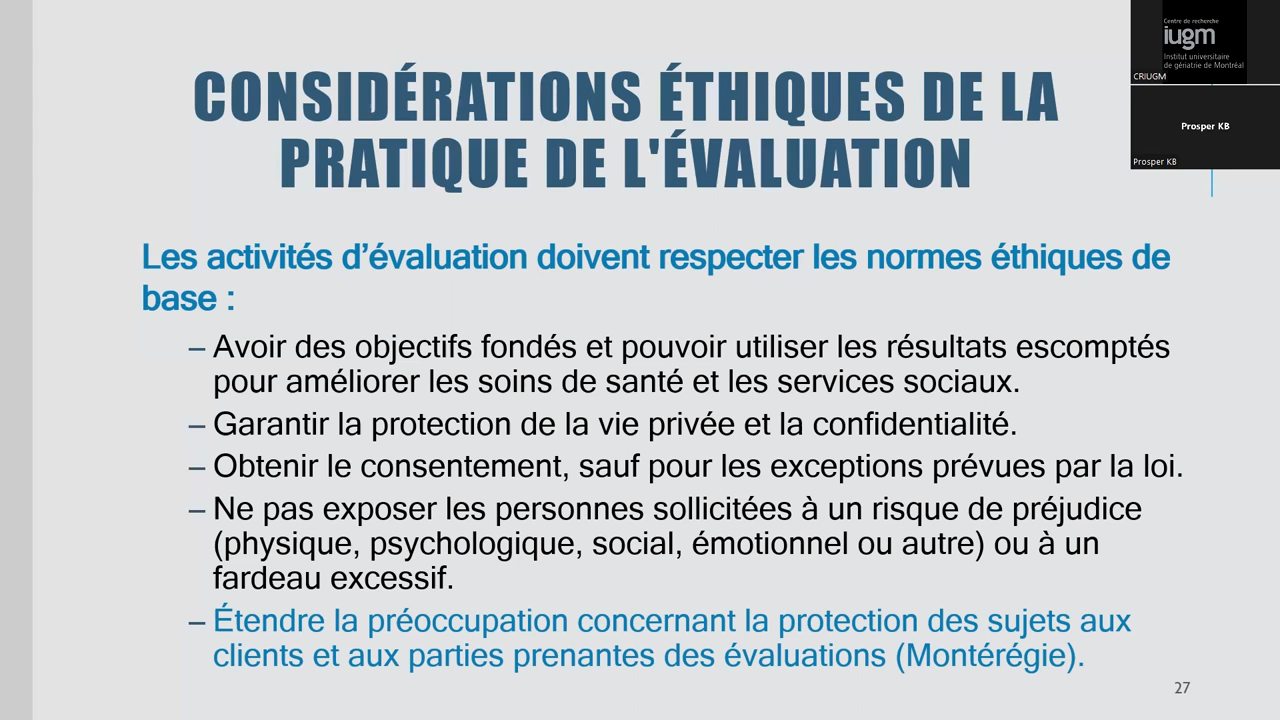 CONSIDÉRATIONS ÉTHIQUES DE LA
PRATIQUE DE L'ÉVALUATION
Centre de recherche
iugm
Institut universitaire
de gériatrie de Montréal
CRIUGM
Prosper KB
Prosper KB
Les activités d’évaluation doivent respecter les normes éthiques de
base :
– Avoir des objectifs fondés et pouvoir utiliser les résultats escomptés
pour améliorer les soins de santé et les services sociaux.
– Garantir la protection de la vie privée et la confidentialité.
– Obtenir le consentement, sauf pour les exceptions prévues par la loi.
– Ne pas exposer les personnes sollicitées à un risque de préjudice
(physique, psychologique, social, émotionnel ou autre) ou à un
fardeau excessif.
– Étendre la préoccupation concernant la protection des sujets aux
clients et aux parties prenantes des évaluations (Montérégie).
27